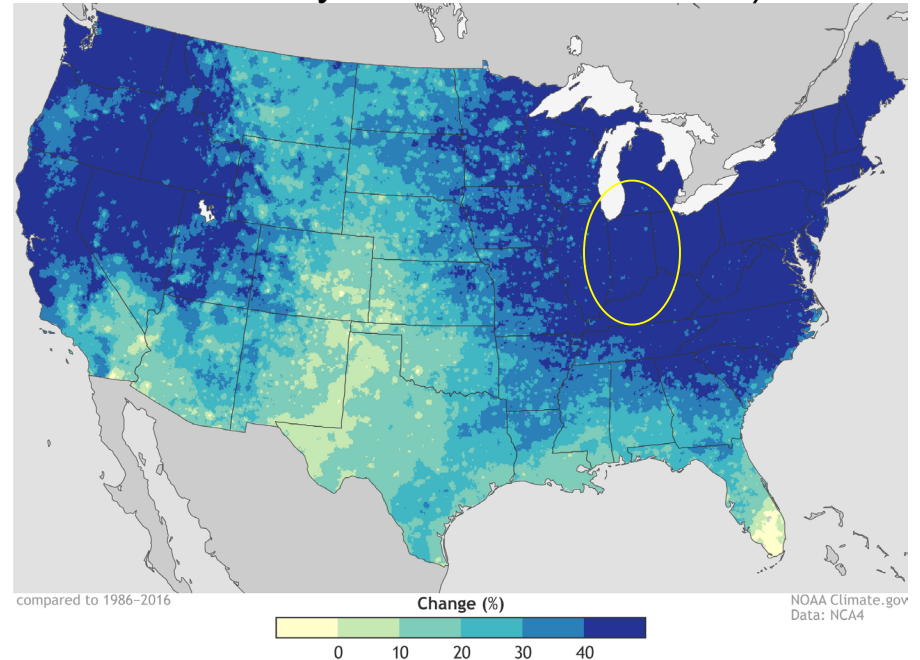 compared to 1986–2016
Change (%)
NOAA Climate.gov
Data: NCA4
0 10 20 30 40